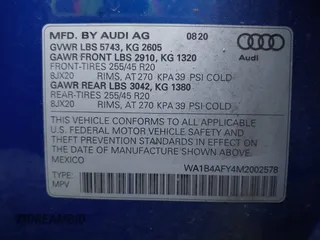 MFD. BY AUDI AG 08 20
GVWR LBS 5743, KG 2605
GAWR FRONT LBS 2910, KG 1320
FRONT-TIRES 255/45 R20
8JX20 RIMS, AT 270 KPA 39 PSI COLD
GAWR REAR LBS 3042, KG 1380
REAR-TIRES 255/45 R20
8JX20 RIMS, AT 270 KPA 39 PSI COLD
Audi
THIS VEHICLE CONFORMS TO ALL APPLICABLE
U.S. FEDERAL MOTOR VEHICLE SAFETY,
BUMPER, AND THEFT PREVENTION STANDARDS
IN EFFECT ON THE DATE OF MANUFACTURE
SHOWN ABOVE.
MEXICO
WA1B4AFY4M2002578
TYPE:
MPV